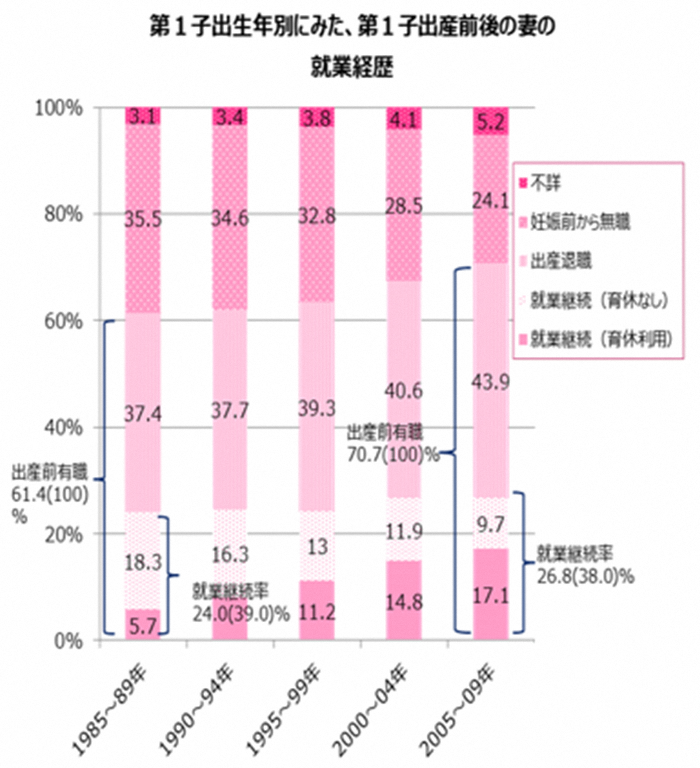 第１子出生年別にみた、第１子出産前後の妻の
就業経歴
100%
80%
60%
40%
20%
0%
3.1
3.4
3.8
4.1
5.2
35.5
34.6
32.8
28.5
24.1
37.4
37.7
39.3
40.6
43.9
18.3
16.3
13
11.9
9.7
5.7
11.2
14.8
17.1
不詳
妊娠前から無職
出産退職
就業継続（育休なし）
就業継続（育休利用）
出産前有職
61.4(100)
%
就業継続率
24.0(39.0)%
出産前有職
70.7(100)%
就業継続率
26.8(38.0)%
1985～89年
1990～94年
1995～99年
2000～04年
2005～09年